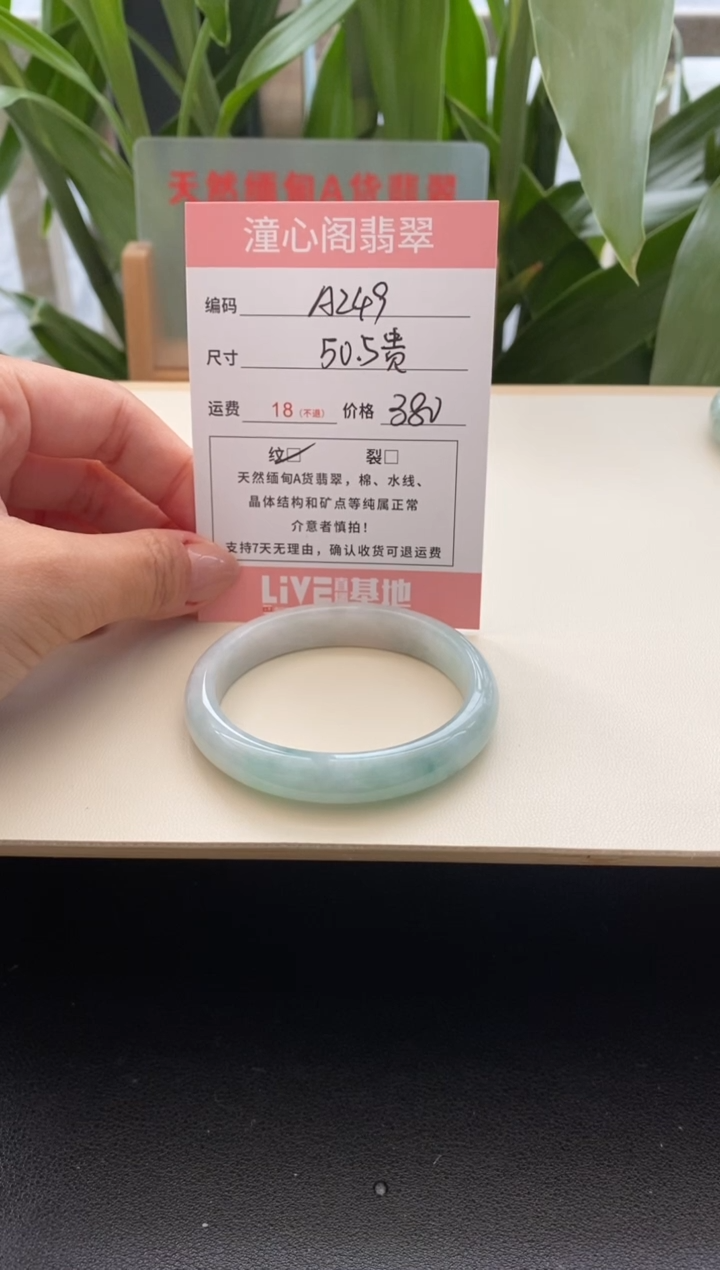 天然缅甸A货翡翠
潼心阁翡翠
编码 A249
尺寸 50.5贵
运费 18(不退) 价格 380
纹☑ 裂□
天然缅甸A货翡翠，棉、水线、
晶体结构和矿点等纯属正常
介意者慎拍！
支持7天无理由，确认收货可退运费
LiVE 基地